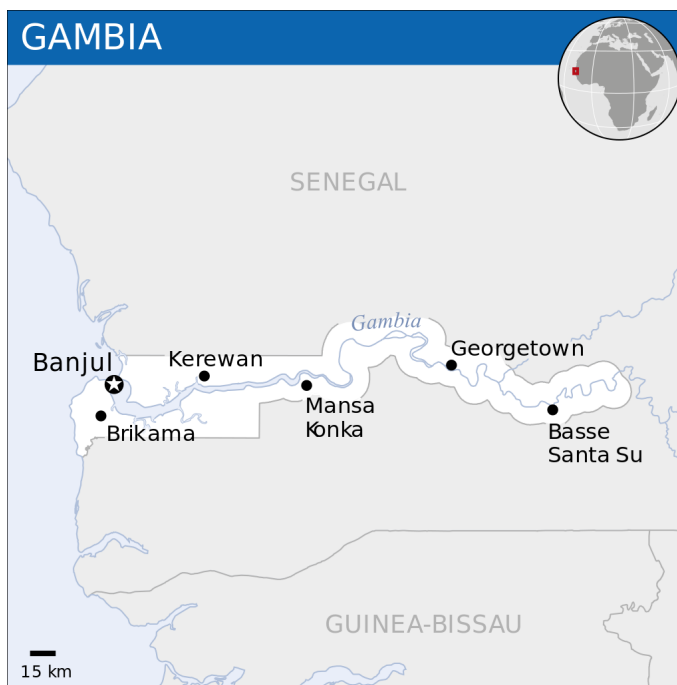 GAMBIA
SENEGAL
Gambia
Georgetown
Kerewan
Banjul
Mansa
Konka
Brikama
Basse
Santa Su
GUINEA-BISSAU
15 km